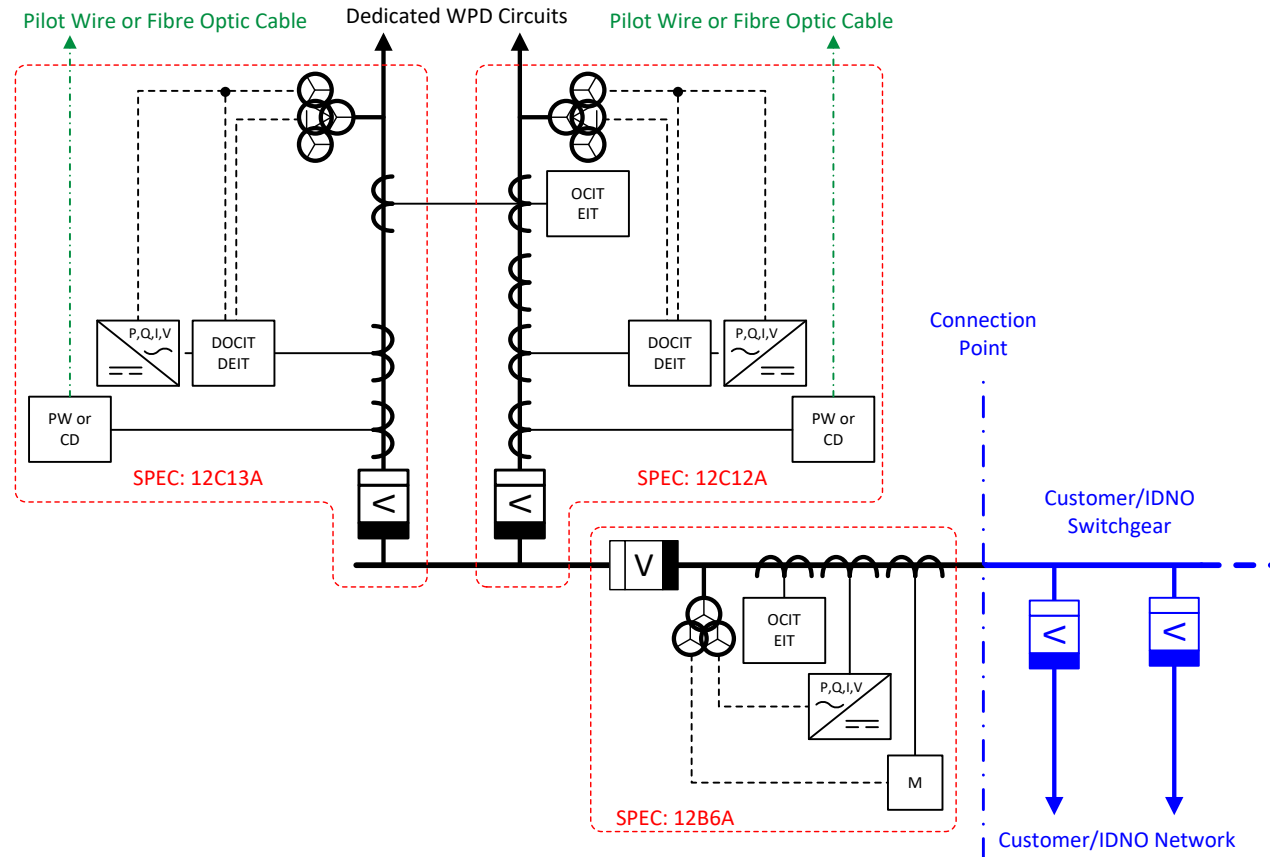 Pilot Wire or Fibre Optic Cable
Dedicated WPD Circuits
Pilot Wire or Fibre Optic Cable
OCIT
EIT
P,Q,I,V
DOCIT
DEIT
DOCIT
DEIT
P,Q,I,V
PW or
CD
PW or
CD
SPEC: 12C13A
SPEC: 12C12A
V
V
Connection
Point
Customer/IDNO
Switchgear
V
V
V
OCIT
EIT
P,Q,I,V
M
SPEC: 12B6A
Customer/IDNO Network